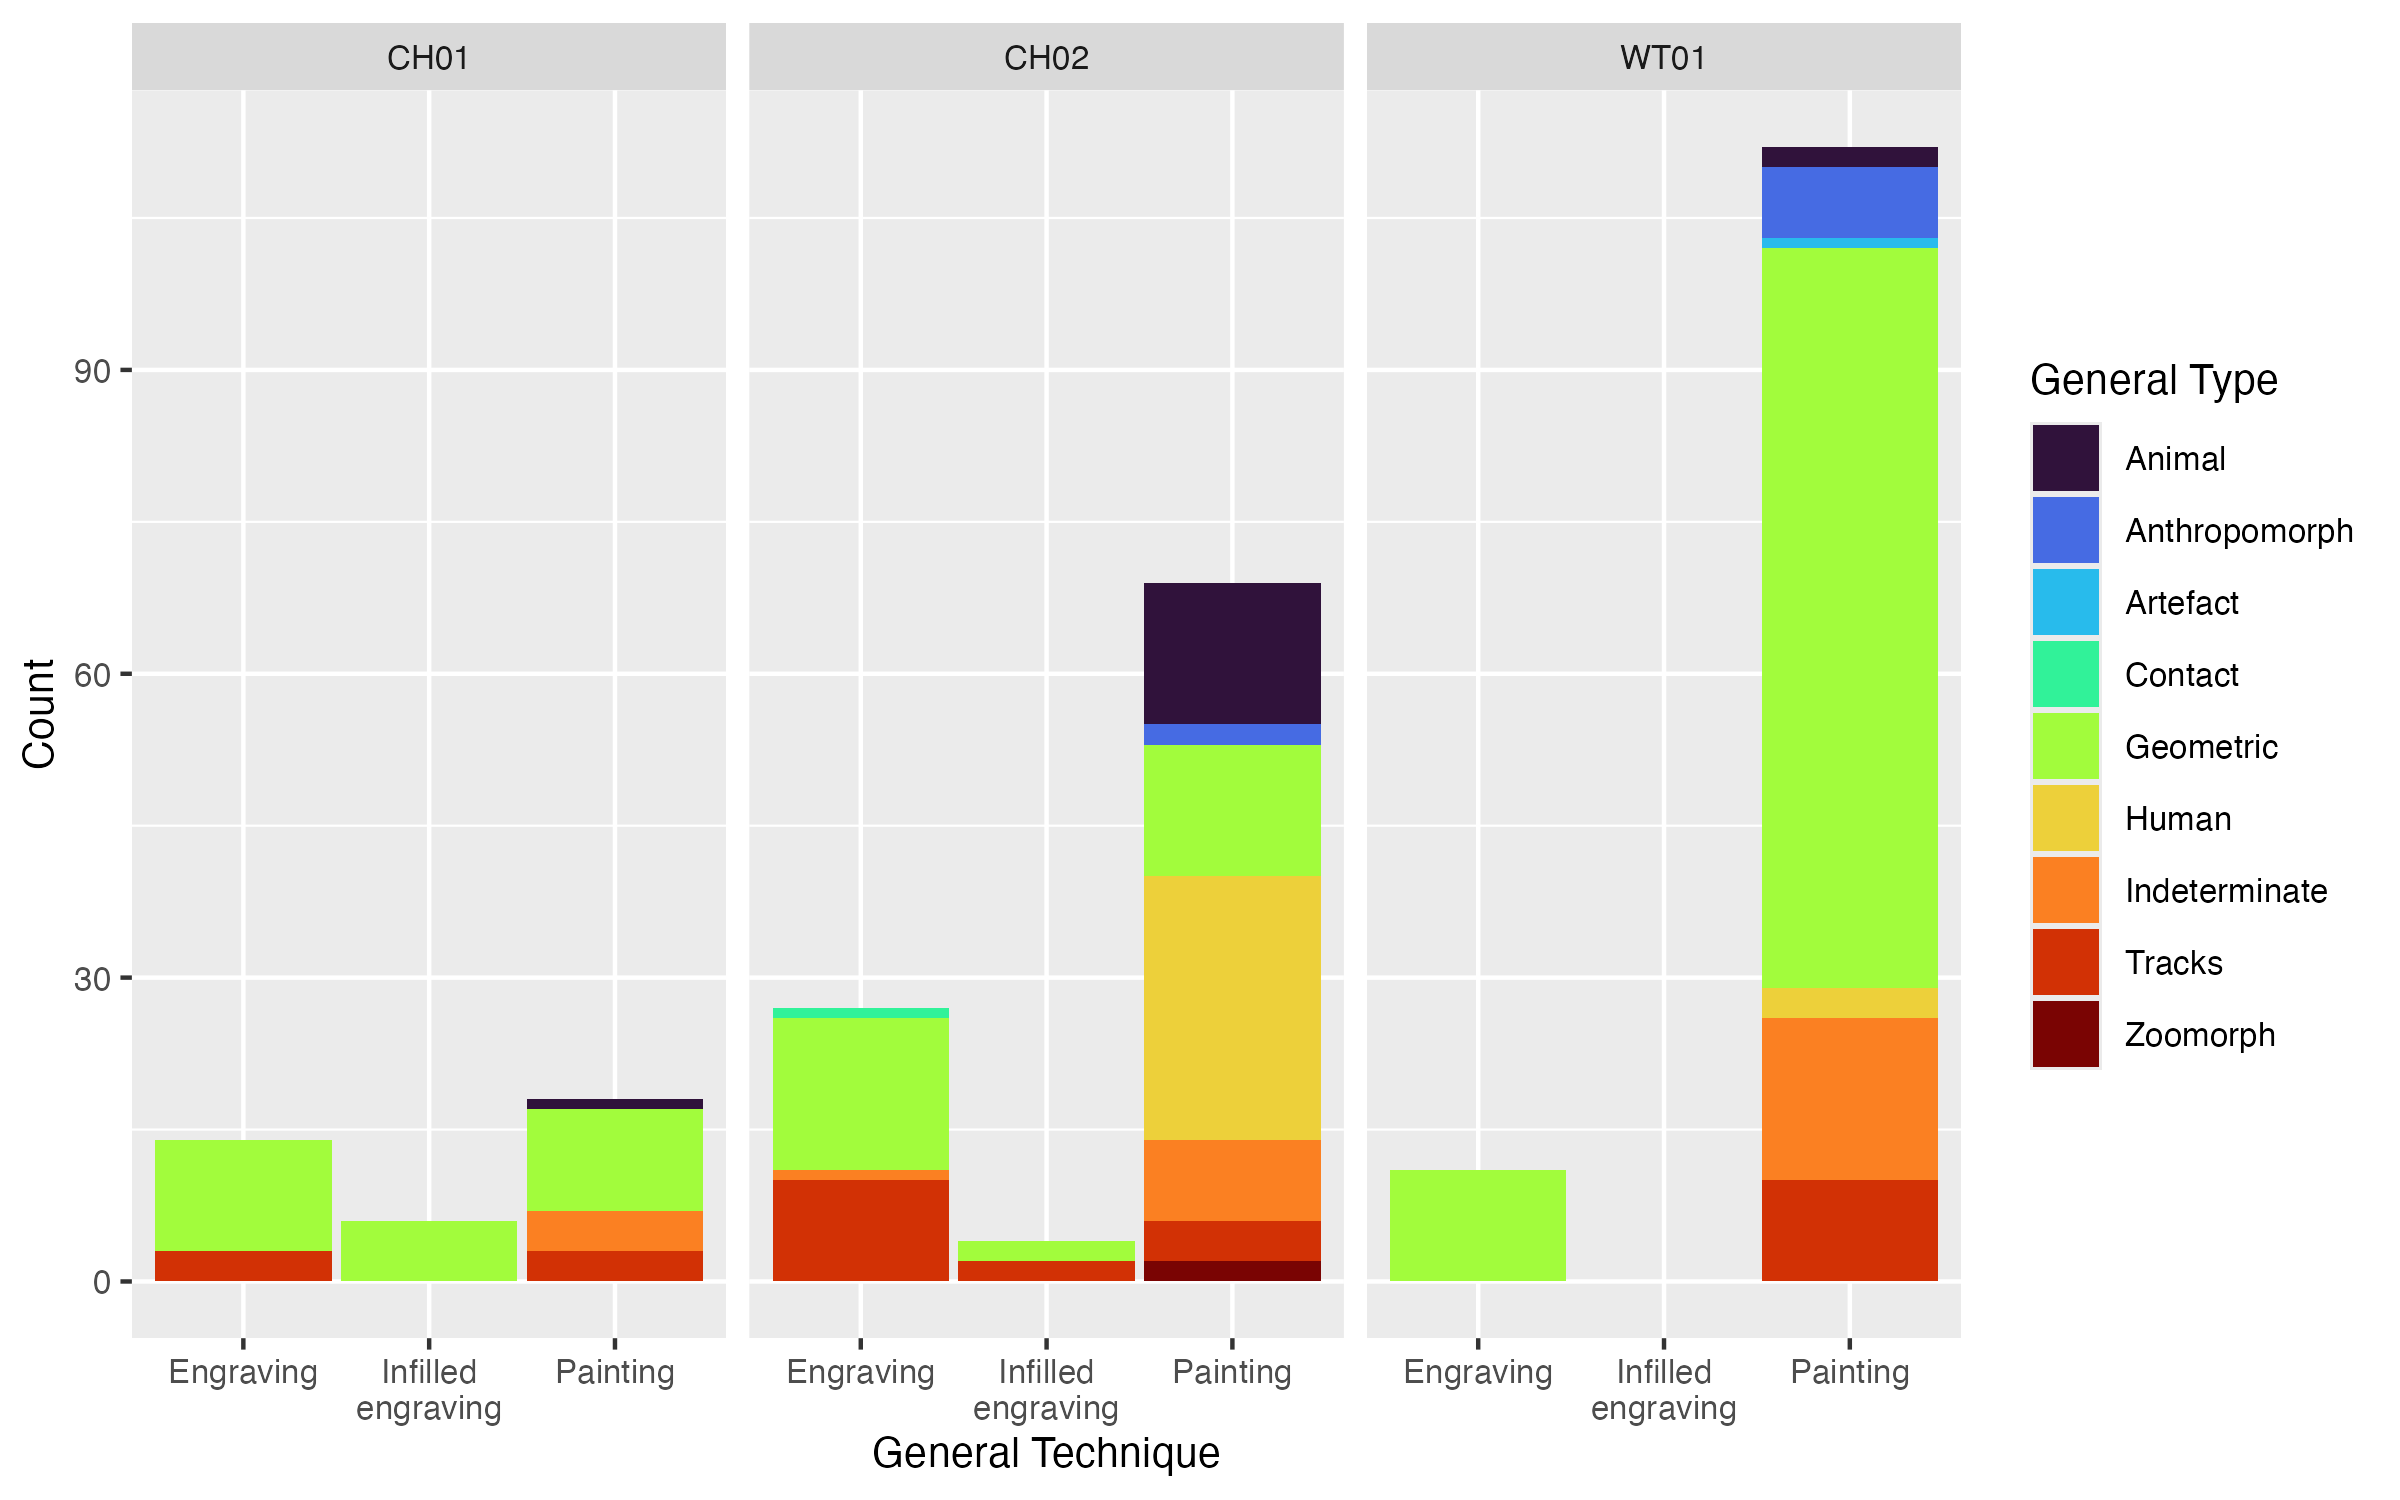 CH01
CH02
WT01
Count
90
60
30
0
Engraving
Infilled
engraving
Painting
Engraving
Infilled
engraving
Painting
Engraving
Infilled
engraving
Painting
General Technique
General Type
Animal
Anthropomorph
Artefact
Contact
Geometric
Human
Indeterminate
Tracks
Zoomorph